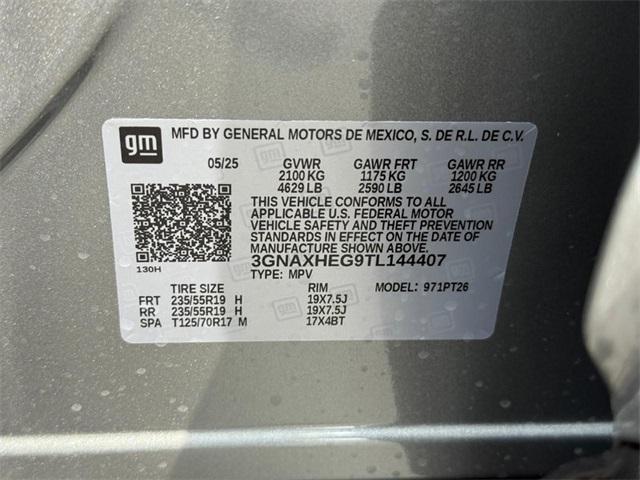 gm MFD BY GENERAL MOTORS DE MEXICO, S. DE R.L. DE C.V.
05/25 GVWR GAWR FRT GAWR RR
2100 KG 1175 KG 1200 KG
4629 LB 2590 LB 2645 LB
THIS VEHICLE CONFORMS TO ALL
APPLICABLE U.S. FEDERAL MOTOR
VEHICLE SAFETY AND THEFT PREVENTION
STANDARDS IN EFFECT ON THE DATE OF
MANUFACTURE SHOWN ABOVE.
3GNAXHEG9TL144407
130H TYPE: MPV
TIRE SIZE RIM MODEL: 971PT26
FRT 235/55R19 H 19X7.5J
RR 235/55R19 H 19X7.5J
SPA T125/70R17 M 17X4BT